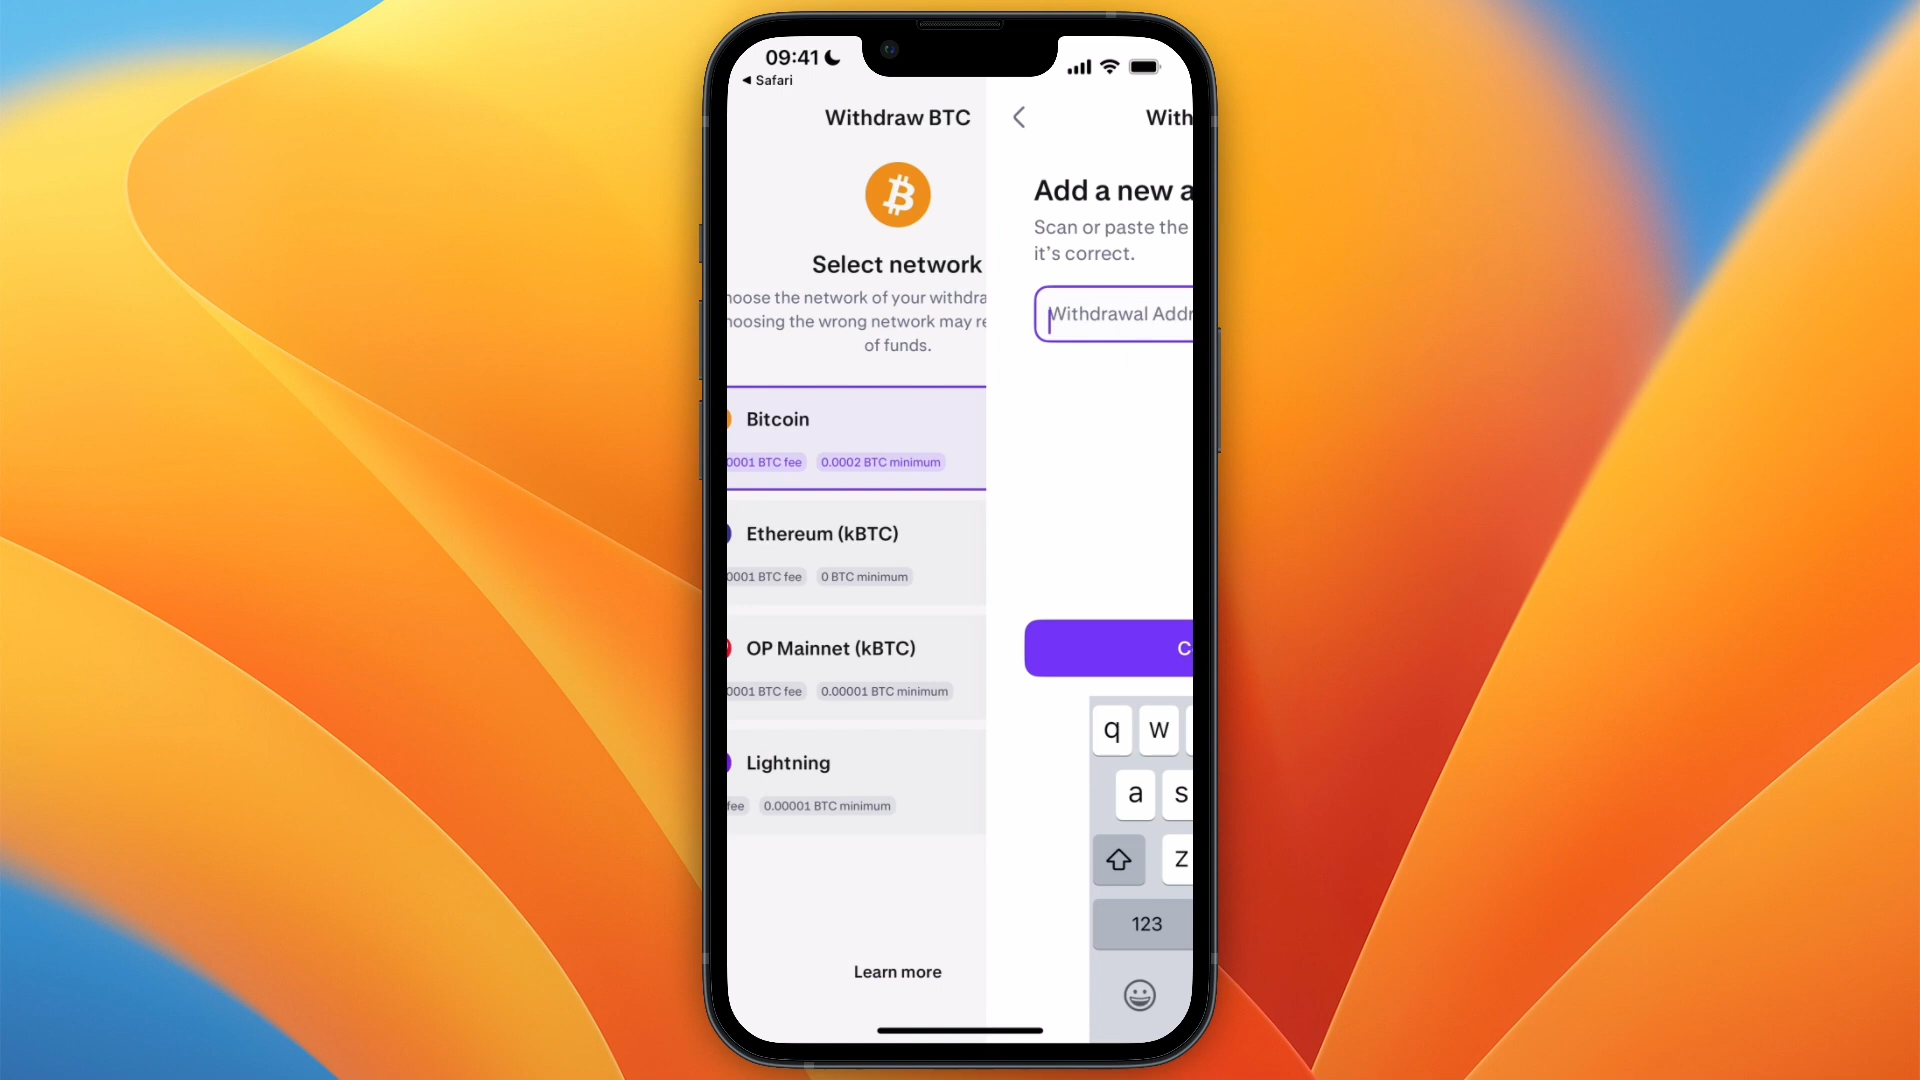 09:41
◀ Safari
Withdraw BTC
Select network
hoose the network of your withdra
hoosing the wrong network may re
of funds.
Bitcoin
0001 BTC fee 0.0002 BTC minimum
Ethereum (kBTC)
0001 BTC fee 0 BTC minimum
OP Mainnet (kBTC)
0001 BTC fee 0.00001 BTC minimum
Lightning
fee 0.00001 BTC minimum
Learn more
With
Add a new a
Scan or paste the
it's correct.
Withdrawal Addr
C
q w
a s
z
123